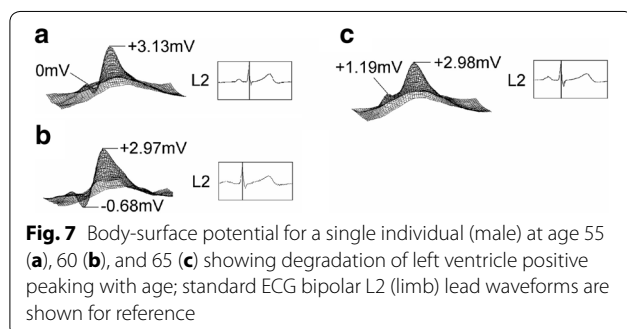 a
+3.13mV
0mV
L2
b
+2.97mV
-0.68mV
L2
c
+1.19mV
+2.98mV
L2
Fig. 7 Body-surface potential for a single individual (male) at age 55
(a), 60 (b), and 65 (c) showing degradation of left ventricle positive
peaking with age; standard ECG bipolar L2 (limb) lead waveforms are
shown for reference